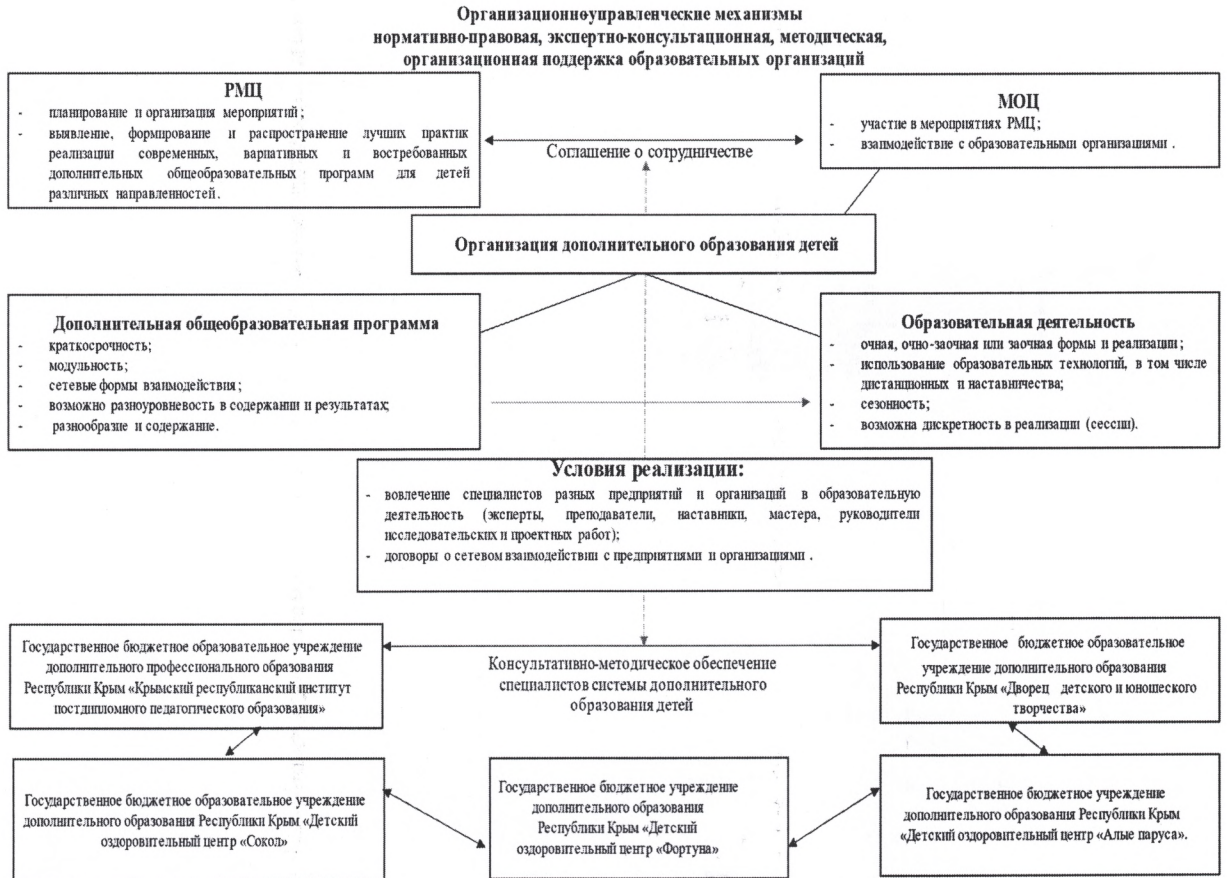 Организационно-управленческие механизмы
нормативно-правовая, экспертно-консультационная, методическая,
организационная поддержка образовательных организаций
РМЦ
- планирование и организация мероприятий;
- выявление, формирование и распространение лучших практик
реализации современных, вариативных и востребованных
дополнительных общеобразовательных программ для детей
различных направленностей.
Соглашение о сотрудничестве
МОЦ
- участие в мероприятиях РМЦ;
- взаимодействие с образовательными организациями .
Организация дополнительного образования детей
Дополнительная общеобразовательная программа
- краткосрочность;
- модульность;
- сетевые формы взаимодействия;
- возможно разноуровневость в содержании и результатах;
- разнообразие и содержание.
Образовательная деятельность
- очная, очно-заочная или заочная формы и реализации;
- использование образовательных технологий, в том числе
дистанционных и наставничества;
- сезонность;
- возможна дискретность в реализации (сессии).
Условия реализации:
- вовлечение специалистов разных предприятий и организаций в образовательную
деятельность (эксперты, преподаватели, наставники, мастера, руководители
исследовательских и проектных работ);
- договоры о сетевом взаимодействии с предприятиями и организациями .
Государственное бюджетное образовательное учреждение
дополнительного профессионального образования
Республики Крым «Крымский республиканский институт
постдипломного педагогического образования»
Консультативно-методическое обеспечение
специалистов системы дополнительного
образования детей
Государственное бюджетное образовательное
учреждение дополнительного образования
Республики Крым «Дворец детского и юношеского
творчества»
Государственное бюджетное образовательное учреждение
дополнительного образования Республики Крым «Детский
оздоровительный центр «Сокол»
Государственное бюджетное учреждение
дополнительного образования
Республики Крым «Детский
оздоровительный центр «Фортуна»
Государственное бюджетное учреждение
дополнительного образования Республики Крым
«Детский оздоровительный центр «Алые паруса».